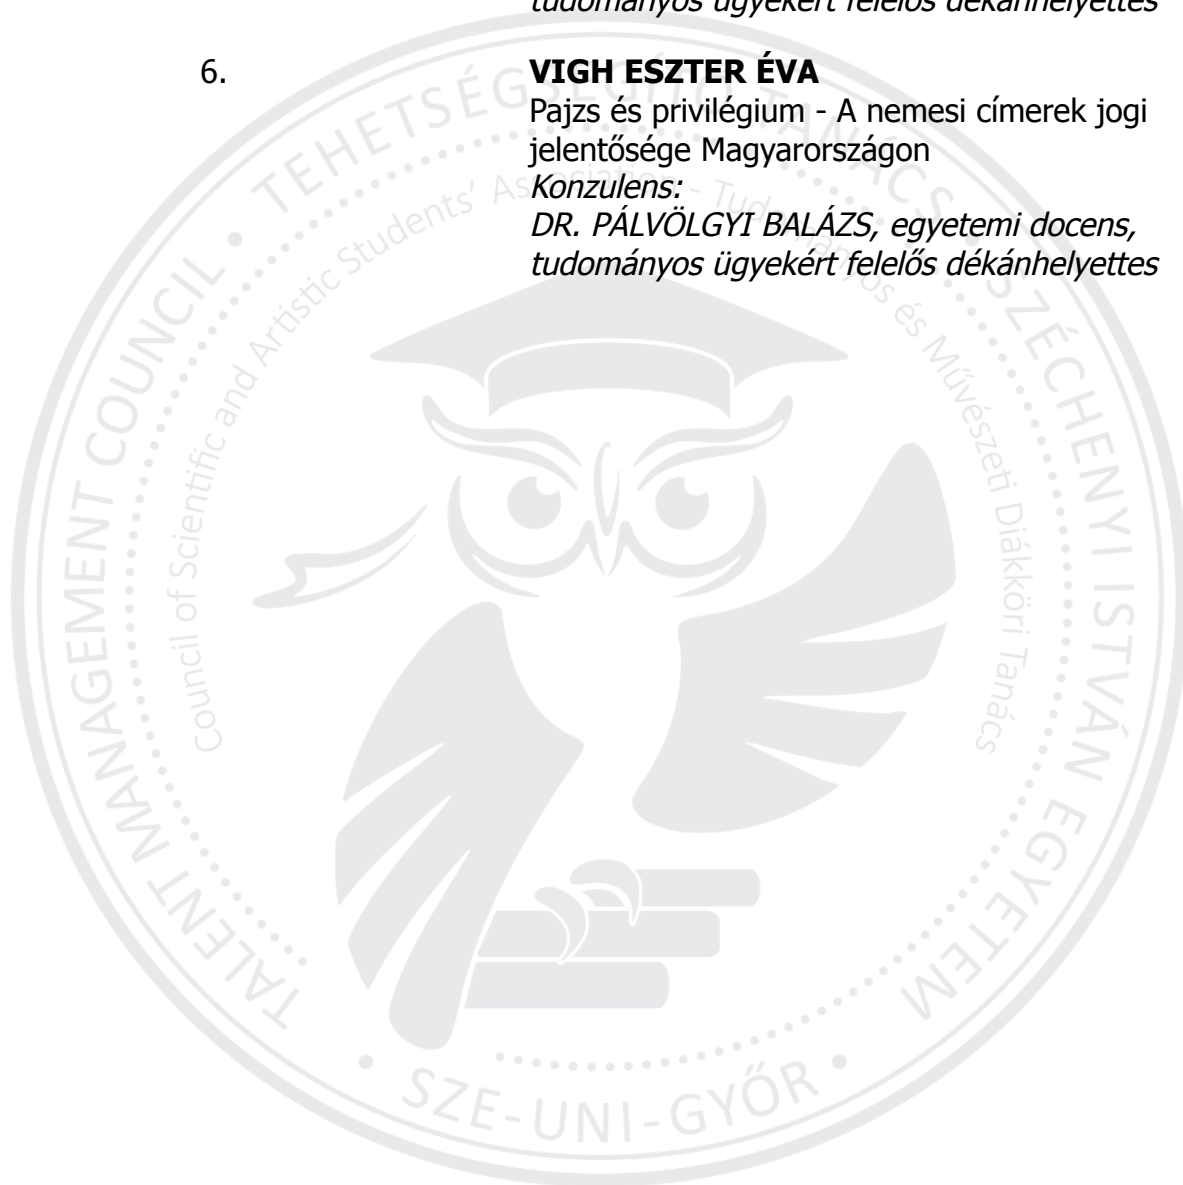 tudományos ügyekért felelős dékánhelyettes
6. VIGH ESZTER ÉVA
Pajzs és privilégium - A nemesi címerek jogi
jelentősége Magyarországon
Konzulens:
DR. PÁLVÖLGYI BALÁZS, egyetemi docens,
tudományos ügyekért felelős dékánhelyettes
TEHETSÉGSEGÍTŐ TANÁCS • SZÉCHENYI ISTVÁN EGYETEM
TALENT MANAGEMENT COUNCIL
Council of Scientific and Artistic Students' Association - Tudományos és Művészeti Diákköri Tanács
• SZE-UNI-GYŐR •